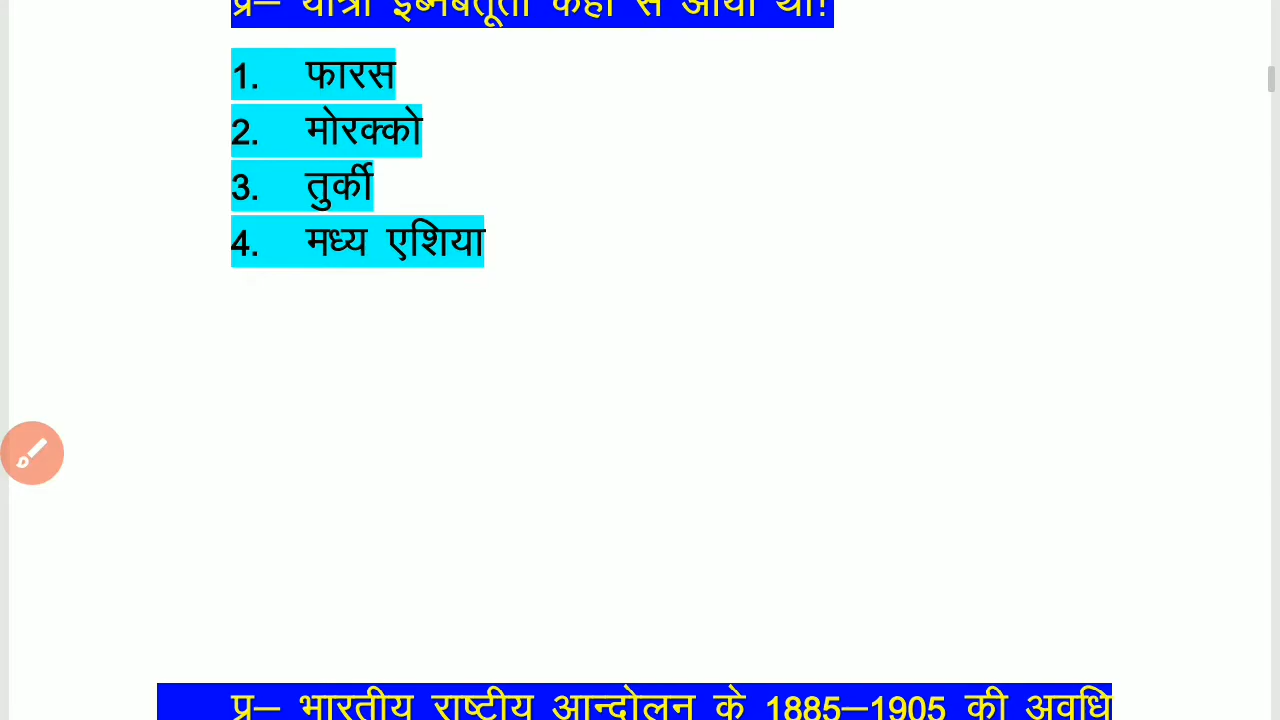 प्र— यात्री इब्नबतूता कहाँ से आया था!
1. फारस
2. मोरक्को
3. तुर्की
4. मध्य एशिया
प्र— भारतीय राष्ट्रीय आन्दोलन के 1885—1905 की अवधि